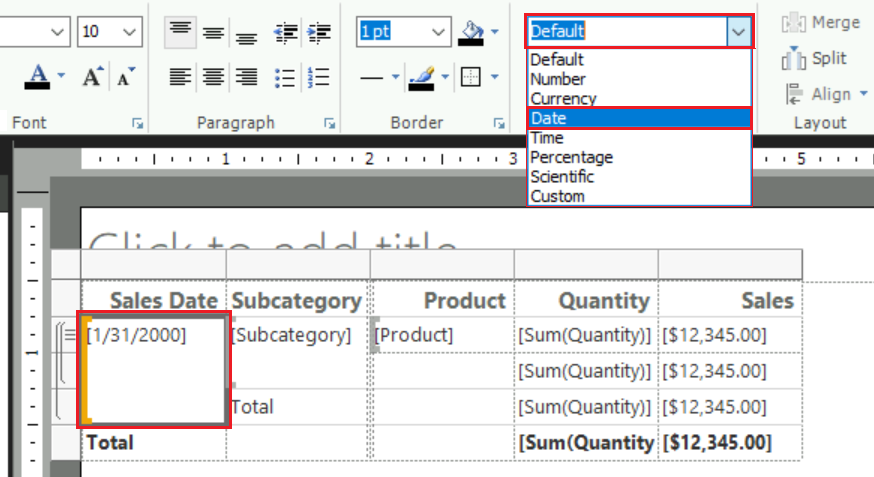 10 1 pt Default Merge
Default
Number
Currency
Date
Time
Percentage
Scientific
Custom
Split
A A A Align
Font Paragraph Border Layout
1 2 3 5
Click to add title
Sales Date Subcategory Product Quantity Sales
[1/31/2000] [Subcategory] [Product] [Sum(Quantity)] [$12,345.00]
[Sum(Quantity)] [$12,345.00]
Total [Sum(Quantity)] [$12,345.00]
Total [Sum(Quantity [$12,345.00]
1